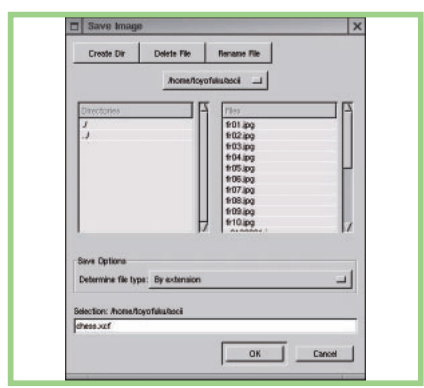 Save Image
Create Dir Delete File Rename File
/home/toyofuku/ascii
Directories
./
../
Files
fr01.jpg
fr02.jpg
fr03.jpg
fr04.jpg
fr05.jpg
fr06.jpg
fr07.jpg
fr08.jpg
fr09.jpg
fr10.jpg
Save Options
Determine file type: By extension
Selection: /home/toyofuku/ascii
chess.xcf
OK Cancel